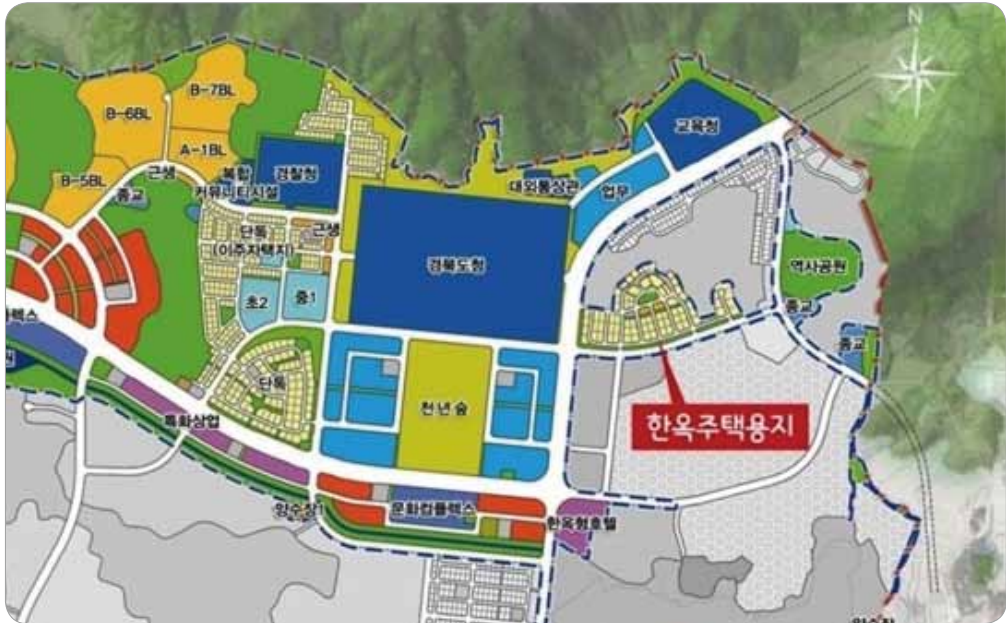 N
B-7BL
B-6BL
A-1BL
B-5BL
근생
종교
복합
커뮤니티시설
경찰청
교육청
대외통상관
업무
단독
(이주자택지)
근생
경북도청
역사공원
초2
중1
종교
종교
단독
천년숲
한옥주택용지
특화상업
양수장
문화컴플렉스
한옥형호텔